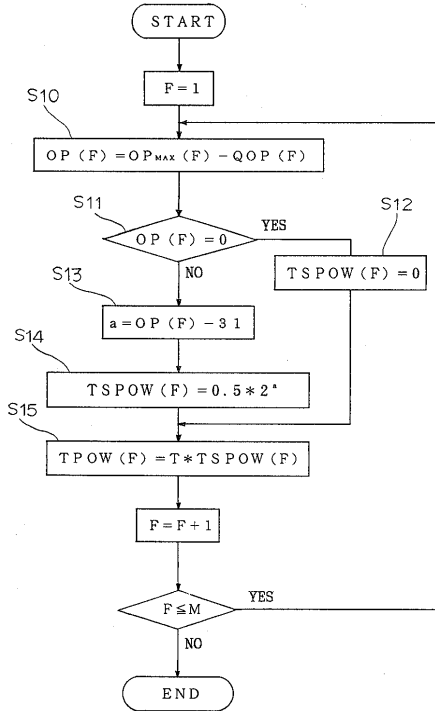 START
F=1
S10
OP (F) =OPMAX (F) −QOP (F)
S11
OP (F) = 0
YES
S12
TSPOW (F) = 0
NO
S13
a=OP (F) −31
S14
TSPOW (F) = 0.5*2ª
S15
TPOW (F) =T*TSPOW (F)
F=F+1
F≦M
YES
NO
END